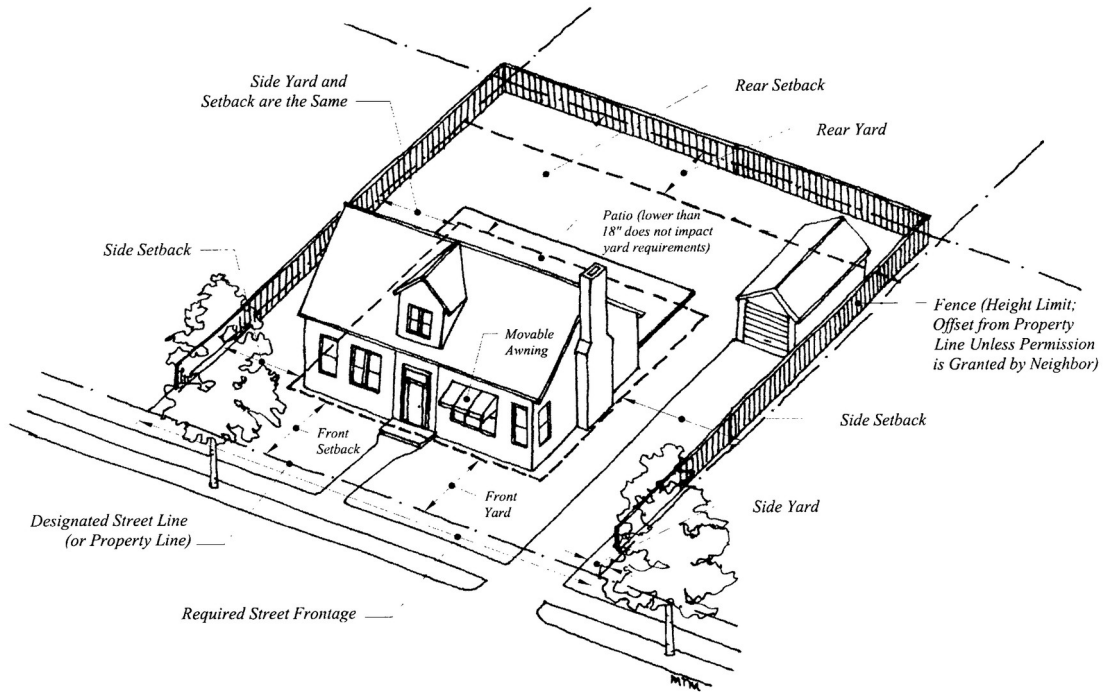 Side Yard and
Setback are the Same
Rear Setback
Rear Yard
Patio (lower than
18" does not impact
yard requirements)
Side Setback
Movable
Awning
Fence (Height Limit;
Offset from Property
Line Unless Permission
is Granted by Neighbor)
Side Setback
Front
Setback
Front
Yard
Side Yard
Designated Street Line
(or Property Line)
Required Street Frontage
MTM